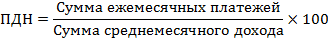 ПДН = Сумма ежемесячных платежей / Сумма среднемесячного дохода × 100